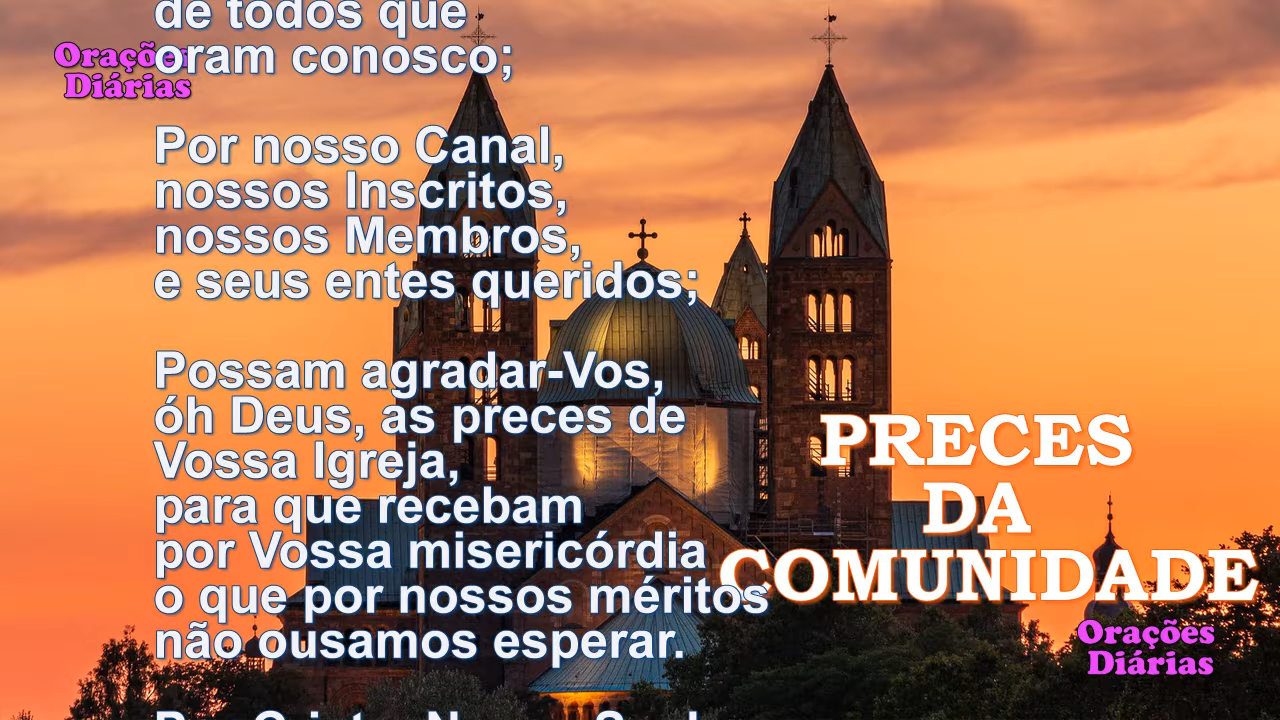 de todos que
oram conosco;
Orações
Diárias
Por nosso Canal,
nossos Inscritos,
nossos Membros,
e seus entes queridos;
Possam agradar-Vos,
óh Deus, as preces de
Vossa Igreja,
para que recebam
por Vossa misericórdia
o que por nossos méritos
não ousamos esperar.
PRECES
DA
COMUNIDADE
Orações
Diárias